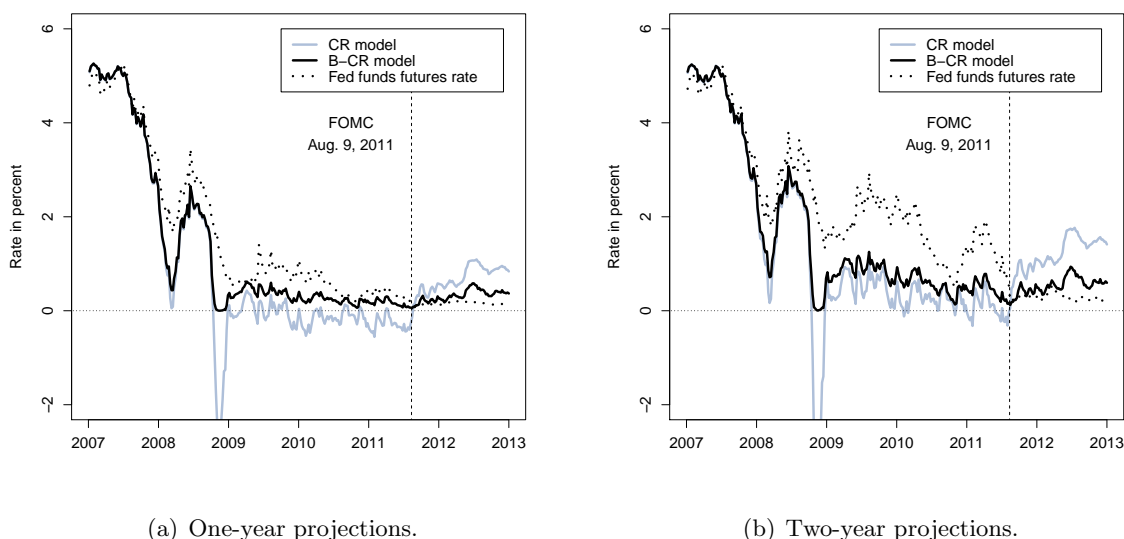 6
4
2
0
−2
Rate in percent
CR model
B−CR model
Fed funds futures rate
FOMC
Aug. 9, 2011
2007 2008 2009 2010 2011 2012 2013
(a) One-year projections.
6
4
2
0
−2
Rate in percent
CR model
B−CR model
Fed funds futures rate
FOMC
Aug. 9, 2011
2007 2008 2009 2010 2011 2012 2013
(b) Two-year projections.